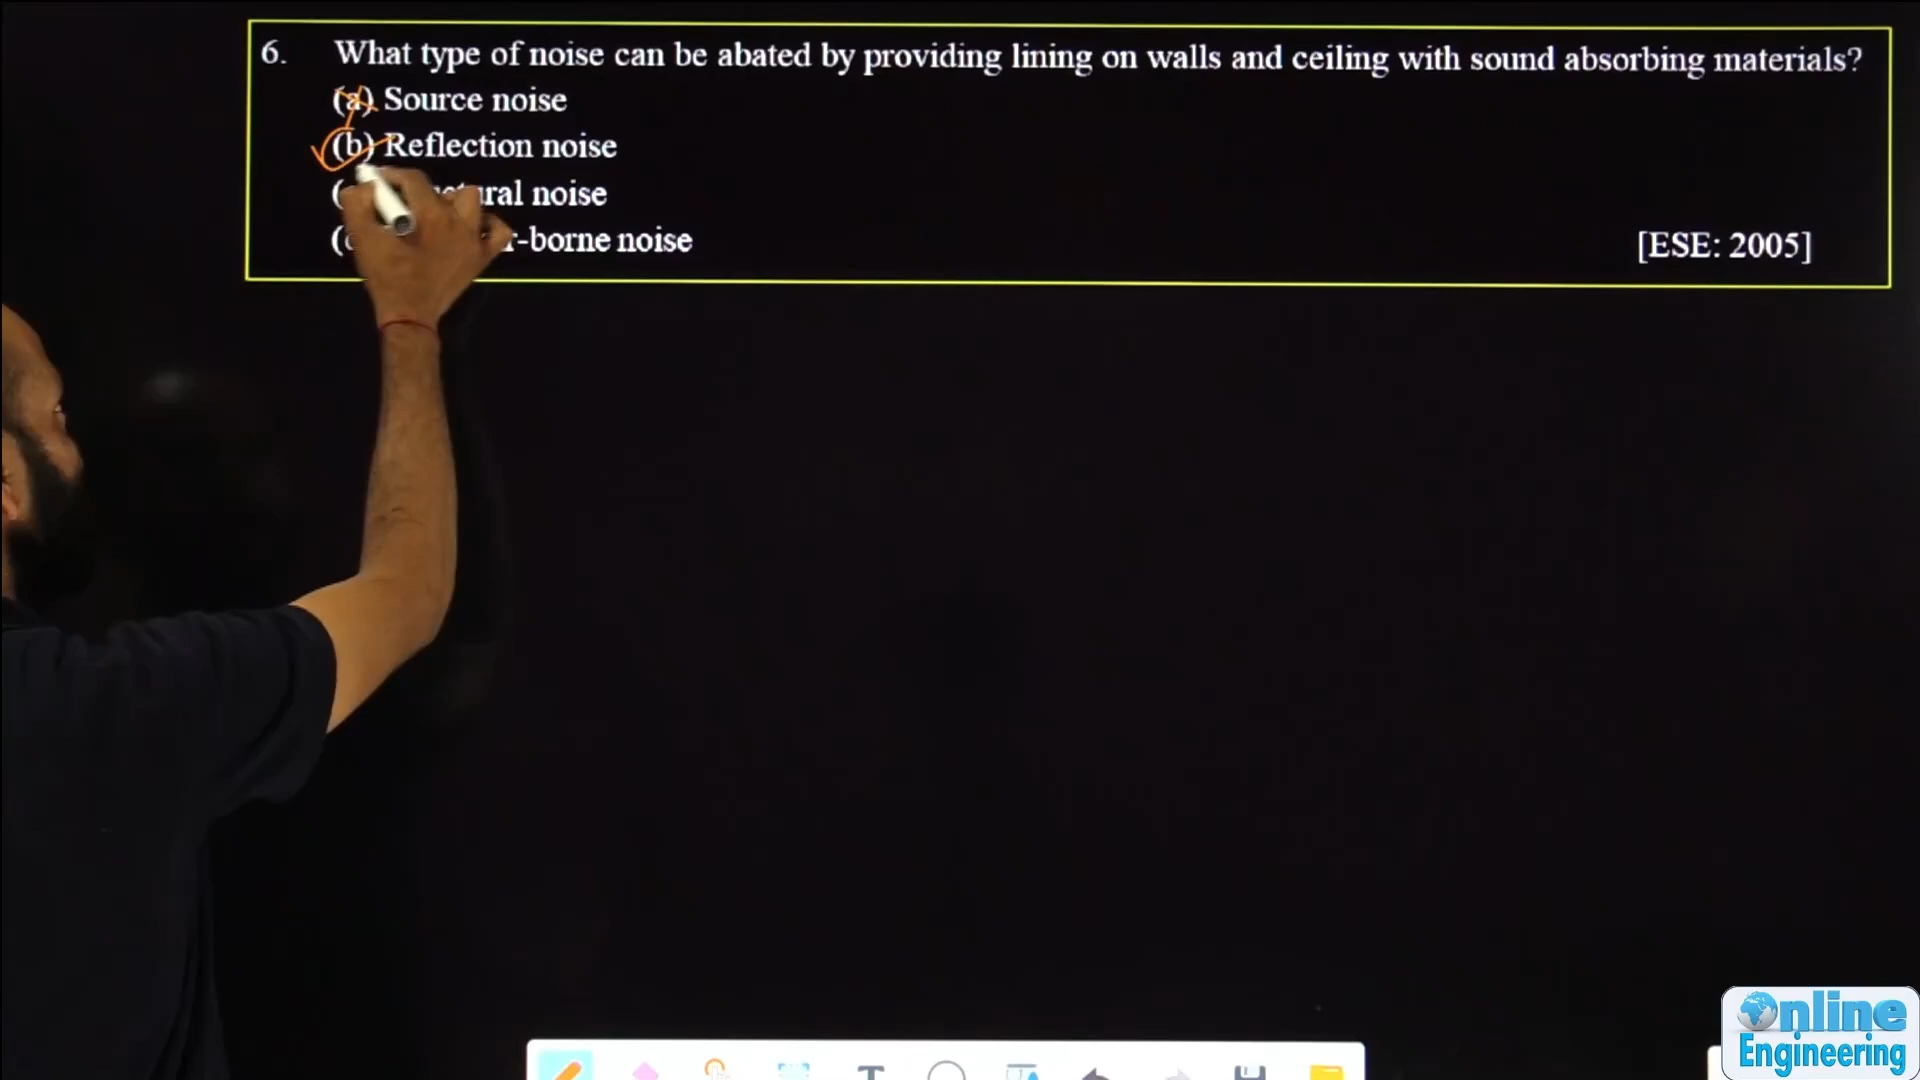 6. What type of noise can be abated by providing lining on walls and ceiling with sound absorbing materials?
(a) Source noise
(b) Reflection noise
noise
-borne noise
[ESE: 2005]
Online
Engineering